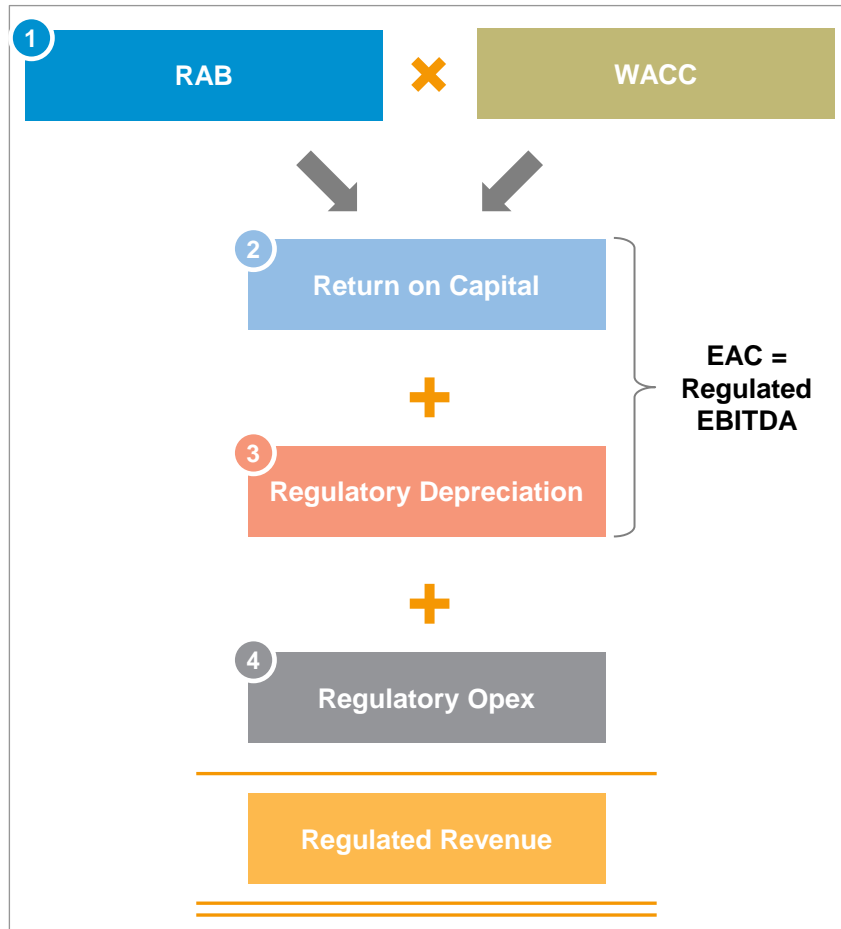 1
RAB
×
WACC
2
Return on Capital
+
EAC =
Regulated
EBITDA
3
Regulatory Depreciation
+
4
Regulatory Opex
Regulated Revenue